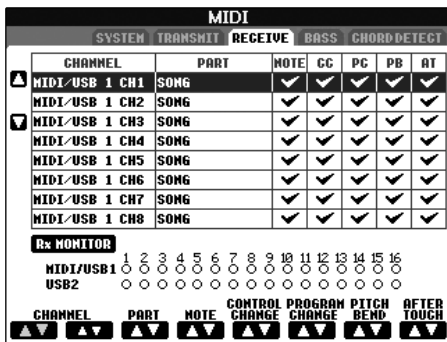 MIDI
SYSTEM TRANSMIT RECEIVE BASS CHORD DETECT
CHANNEL PART NOTE CC PC PB AT
MIDI/USB 1 CH1 SONG
MIDI/USB 1 CH2 SONG
MIDI/USB 1 CH3 SONG
MIDI/USB 1 CH4 SONG
MIDI/USB 1 CH5 SONG
MIDI/USB 1 CH6 SONG
MIDI/USB 1 CH7 SONG
MIDI/USB 1 CH8 SONG
Rx MONITOR
1 2 3 4 5 6 7 8 9 10 11 12 13 14 15 16
MIDI/USB1
USB2
CHANNEL PART NOTE CONTROL CHANGE PROGRAM CHANGE PITCH BEND AFTER TOUCH